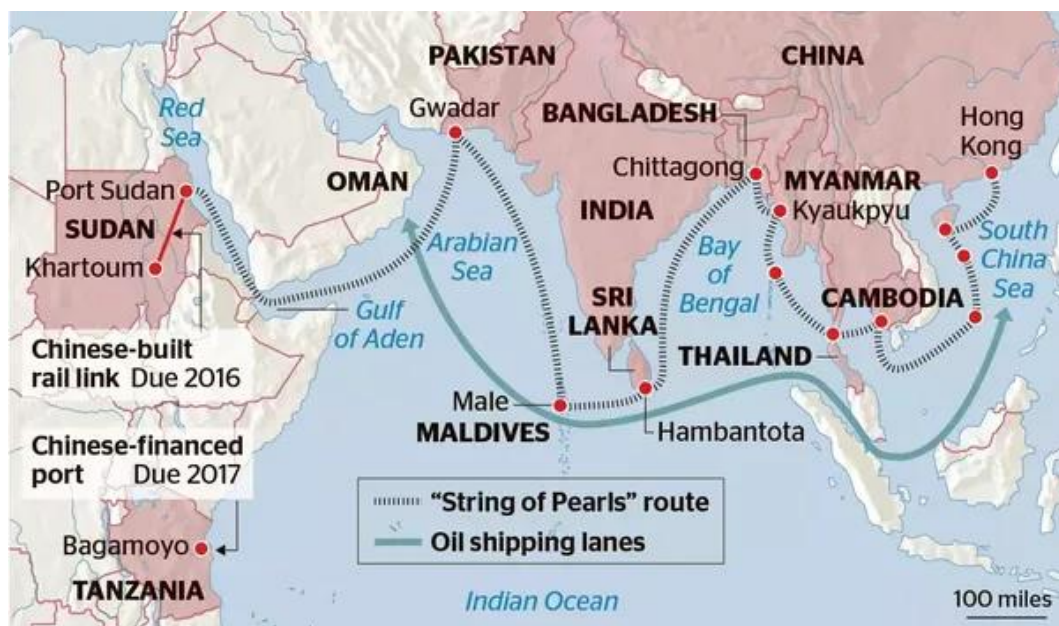 PAKISTAN
CHINA
Gwadar
BANGLADESH
Hong
Kong
Red
Sea
Chittagong
Port Sudan
OMAN
MYANMAR
INDIA
Kyaukpyu
SUDAN
Arabian
Sea
Bay
of
Bengal
South
China
Sea
Khartoum
SRI
LANKA
CAMBODIA
Gulf
of Aden
Chinese-built
rail link Due 2016
THAILAND
Male
MALDIVES
Hambantota
Chinese-financed
port Due 2017
"String of Pearls" route
Oil shipping lanes
Bagamoyo
TANZANIA
Indian Ocean
100 miles